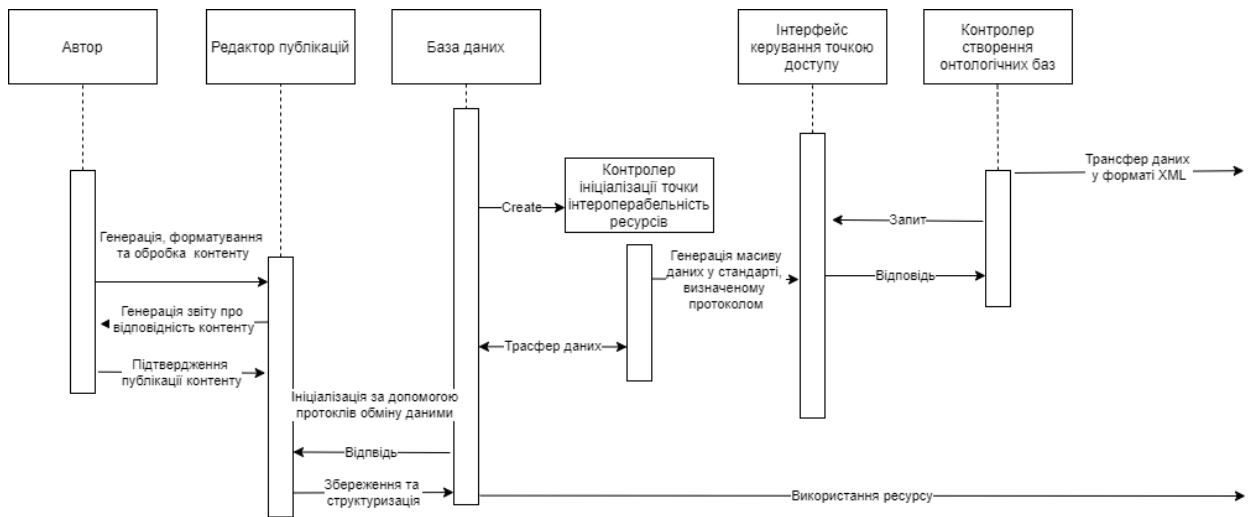 Автор
Редактор публікацій
База даних
Інтерфейс
керування точкою
доступу
Контролер
створення
онтологічних баз
Контролер
ініціалізації точки
інтероперабельність
ресурсів
Трансфер даних
у форматі XML
Create
Запит
Генерація, форматування
та обробка контенту
Генерація масиву
даних у стандарті,
визначеному
протоколом
Відповідь
Генерація звіту про
відповідність контенту
Трасфер даних
Підтвердження
публікації контенту
Ініціалізація за допомогою
протоклів обміну даними
Відпвідь
Збереження та
структуризація
Використання ресурсу